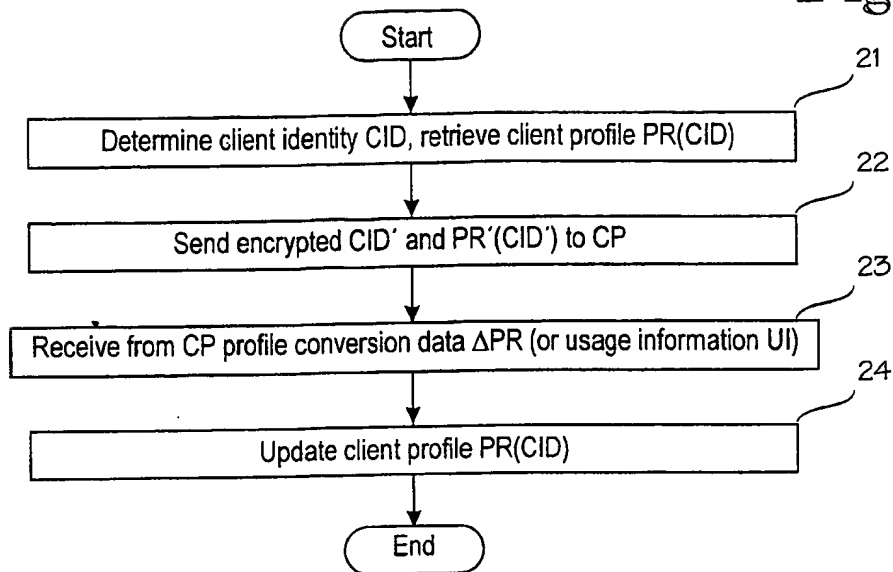 Start
21
Determine client identity CID, retrieve client profile PR(CID)
22
Send encrypted CID′ and PR′(CID′) to CP
23
Receive from CP profile conversion data ΔPR (or usage information UI)
24
Update client profile PR(CID)
End